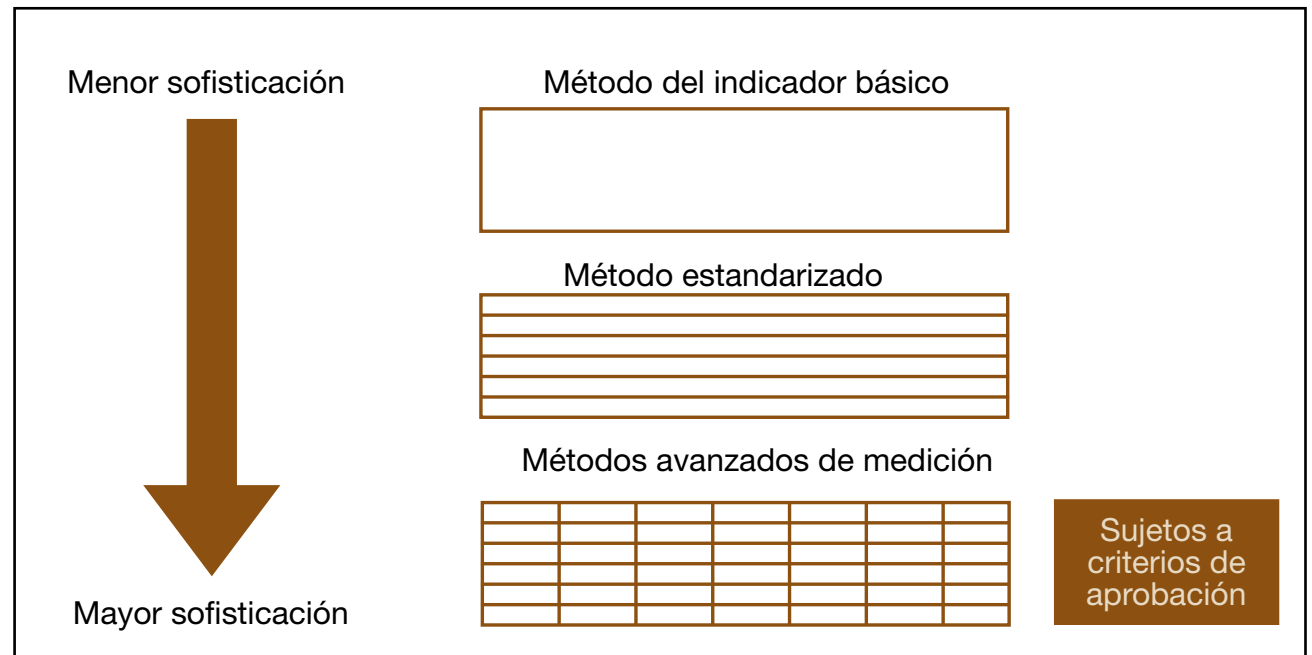 Menor sofisticación
Método del indicador básico
Método estandarizado
Métodos avanzados de medición
Sujetos a
criterios de
aprobación
Mayor sofisticación